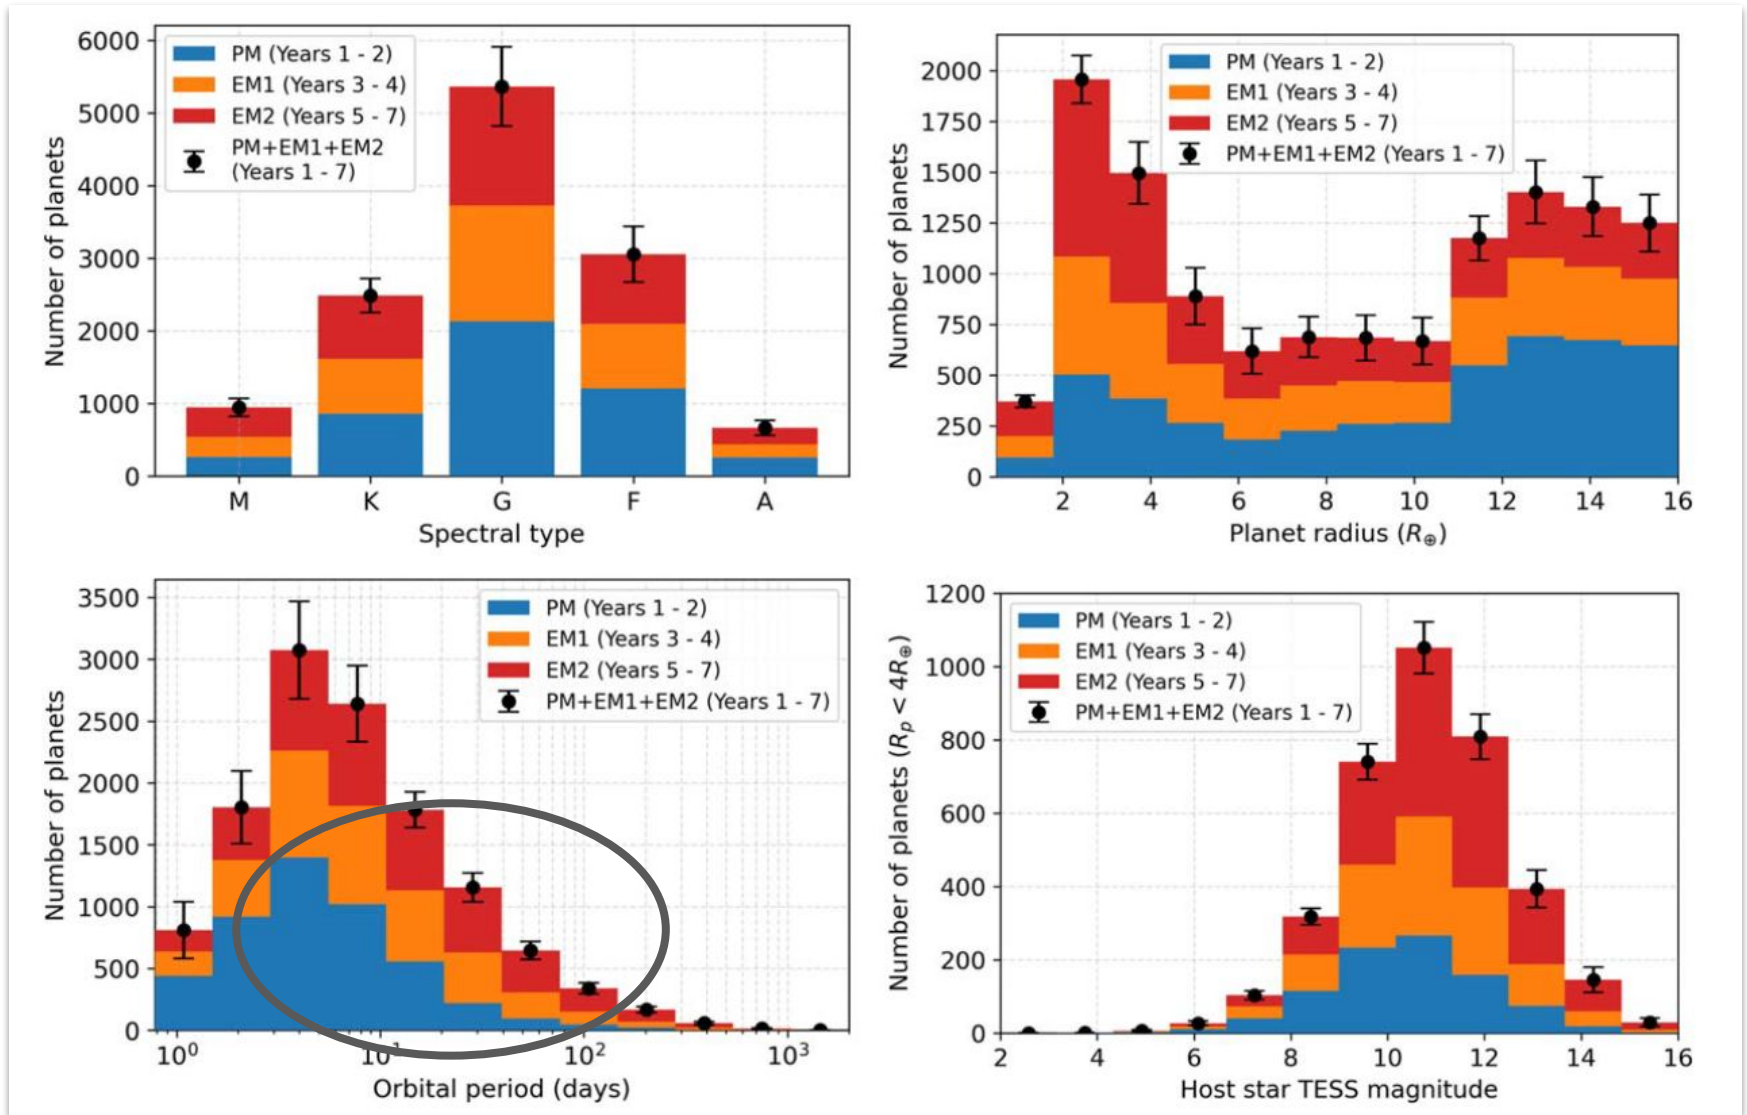 6000
5000
4000
3000
2000
1000
0
Number of planets
PM (Years 1 - 2)
EM1 (Years 3 - 4)
EM2 (Years 5 - 7)
PM+EM1+EM2
(Years 1 - 7)
M K G F A
Spectral type
2000
1750
1500
1250
1000
750
500
250
0
Number of planets
PM (Years 1 - 2)
EM1 (Years 3 - 4)
EM2 (Years 5 - 7)
PM+EM1+EM2 (Years 1 - 7)
2 4 6 8 10 12 14 16
Planet radius (R⊕)
3500
3000
2500
2000
1500
1000
500
0
Number of planets
PM (Years 1 - 2)
EM1 (Years 3 - 4)
EM2 (Years 5 - 7)
PM+EM1+EM2 (Years 1 - 7)
10⁰ 10¹ 10² 10³
Orbital period (days)
1200
1000
800
600
400
200
0
Number of planets (Rₚ < 4R⊕)
PM (Years 1 - 2)
EM1 (Years 3 - 4)
EM2 (Years 5 - 7)
PM+EM1+EM2 (Years 1 - 7)
2 4 6 8 10 12 14 16
Host star TESS magnitude